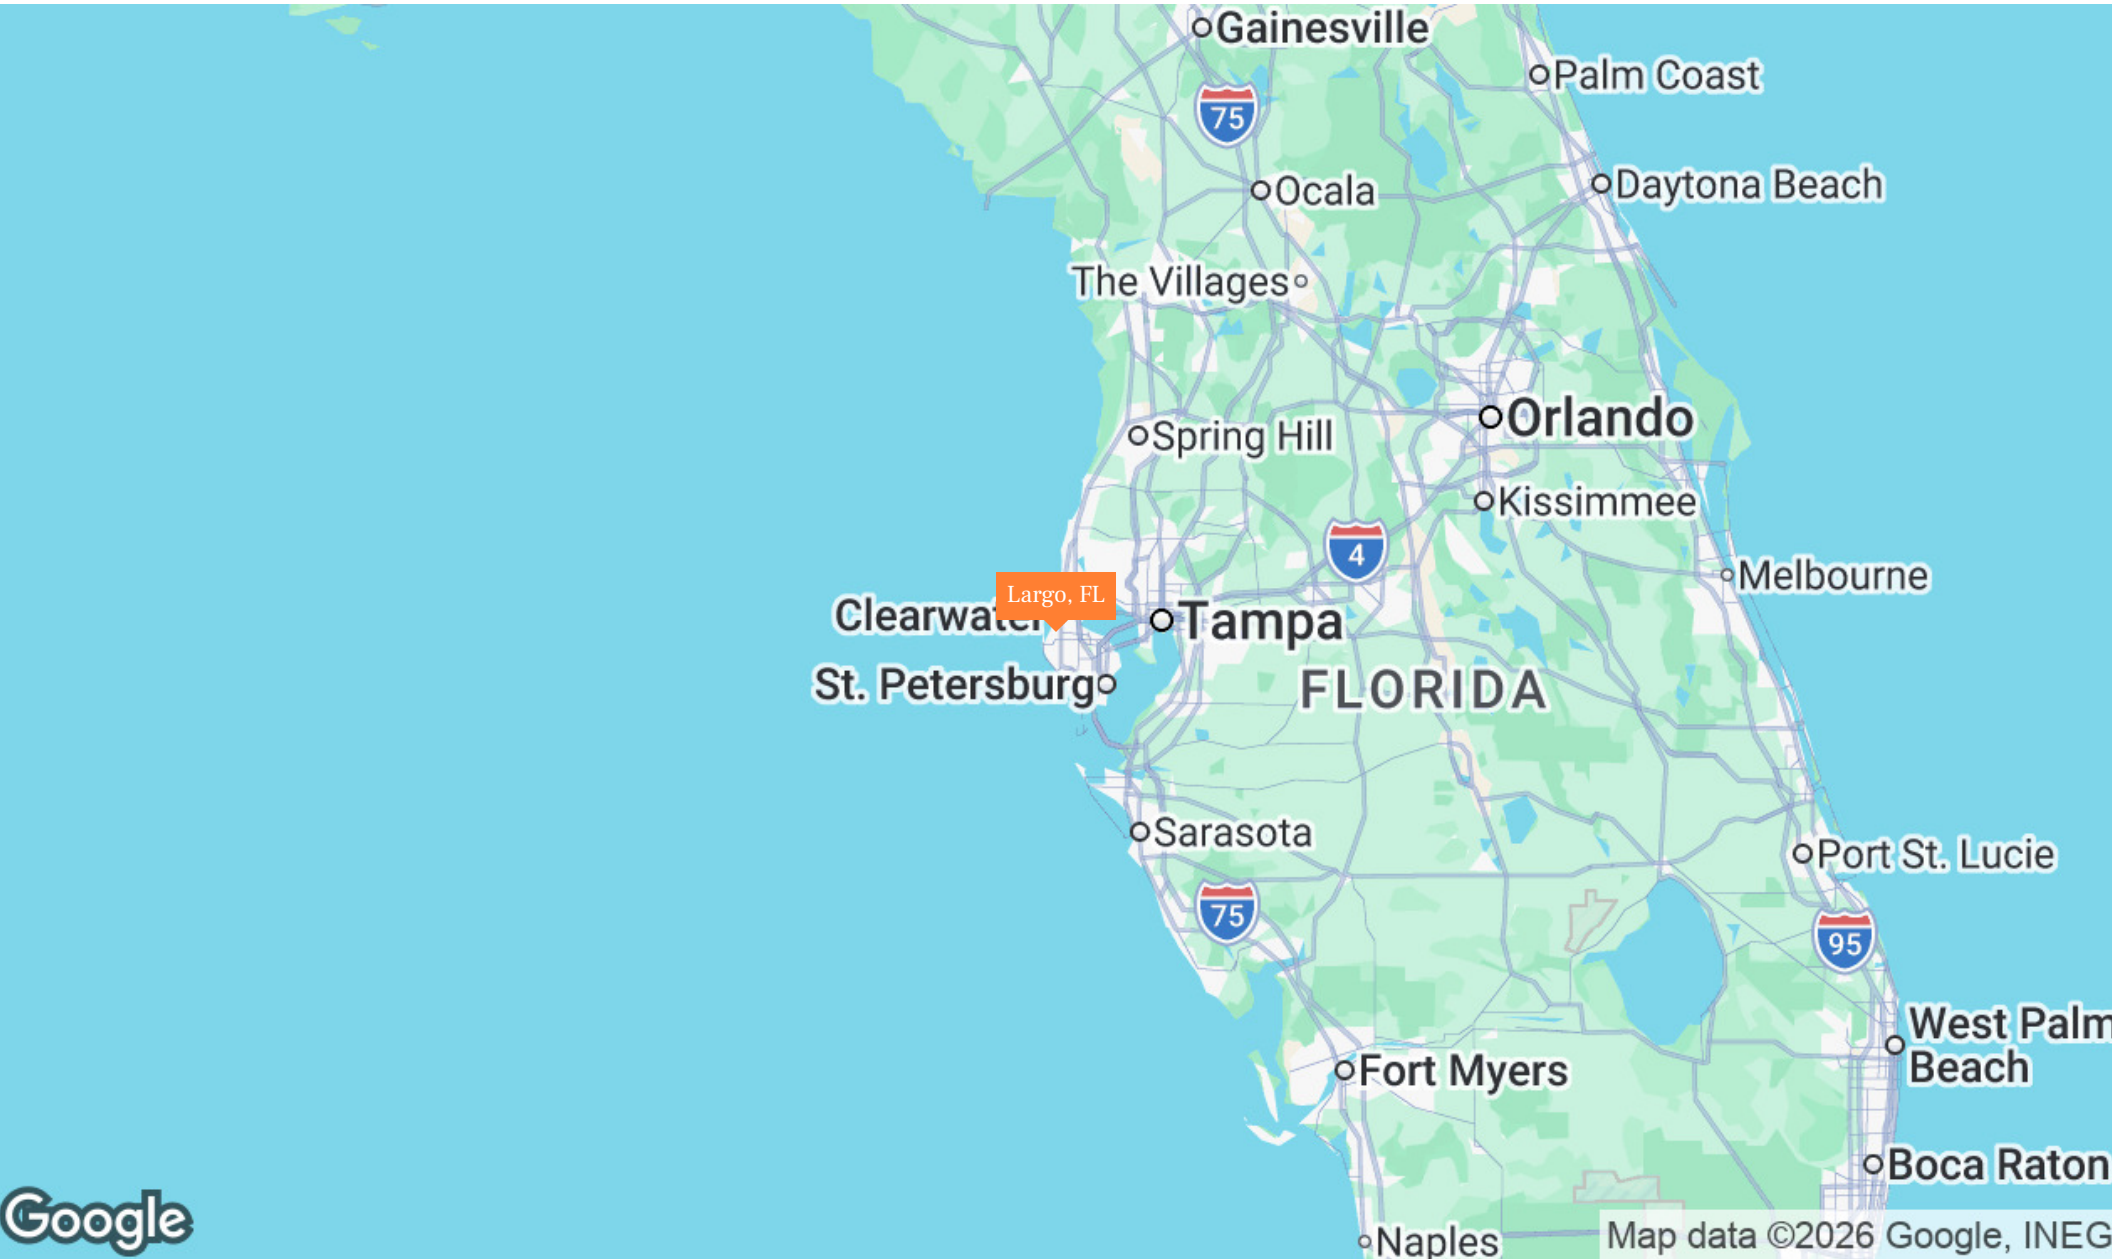 Gainesville
Palm Coast
75
Daytona Beach
Ocala
The Villages
Orlando
Spring Hill
Kissimmee
4
Melbourne
Largo, FL
Clearwater
Tampa
St. Petersburg
FLORIDA
Sarasota
Port St. Lucie
75
95
West Palm
Beach
Fort Myers
Boca Raton
Google
Map data ©2026 Google, INEG
Naples